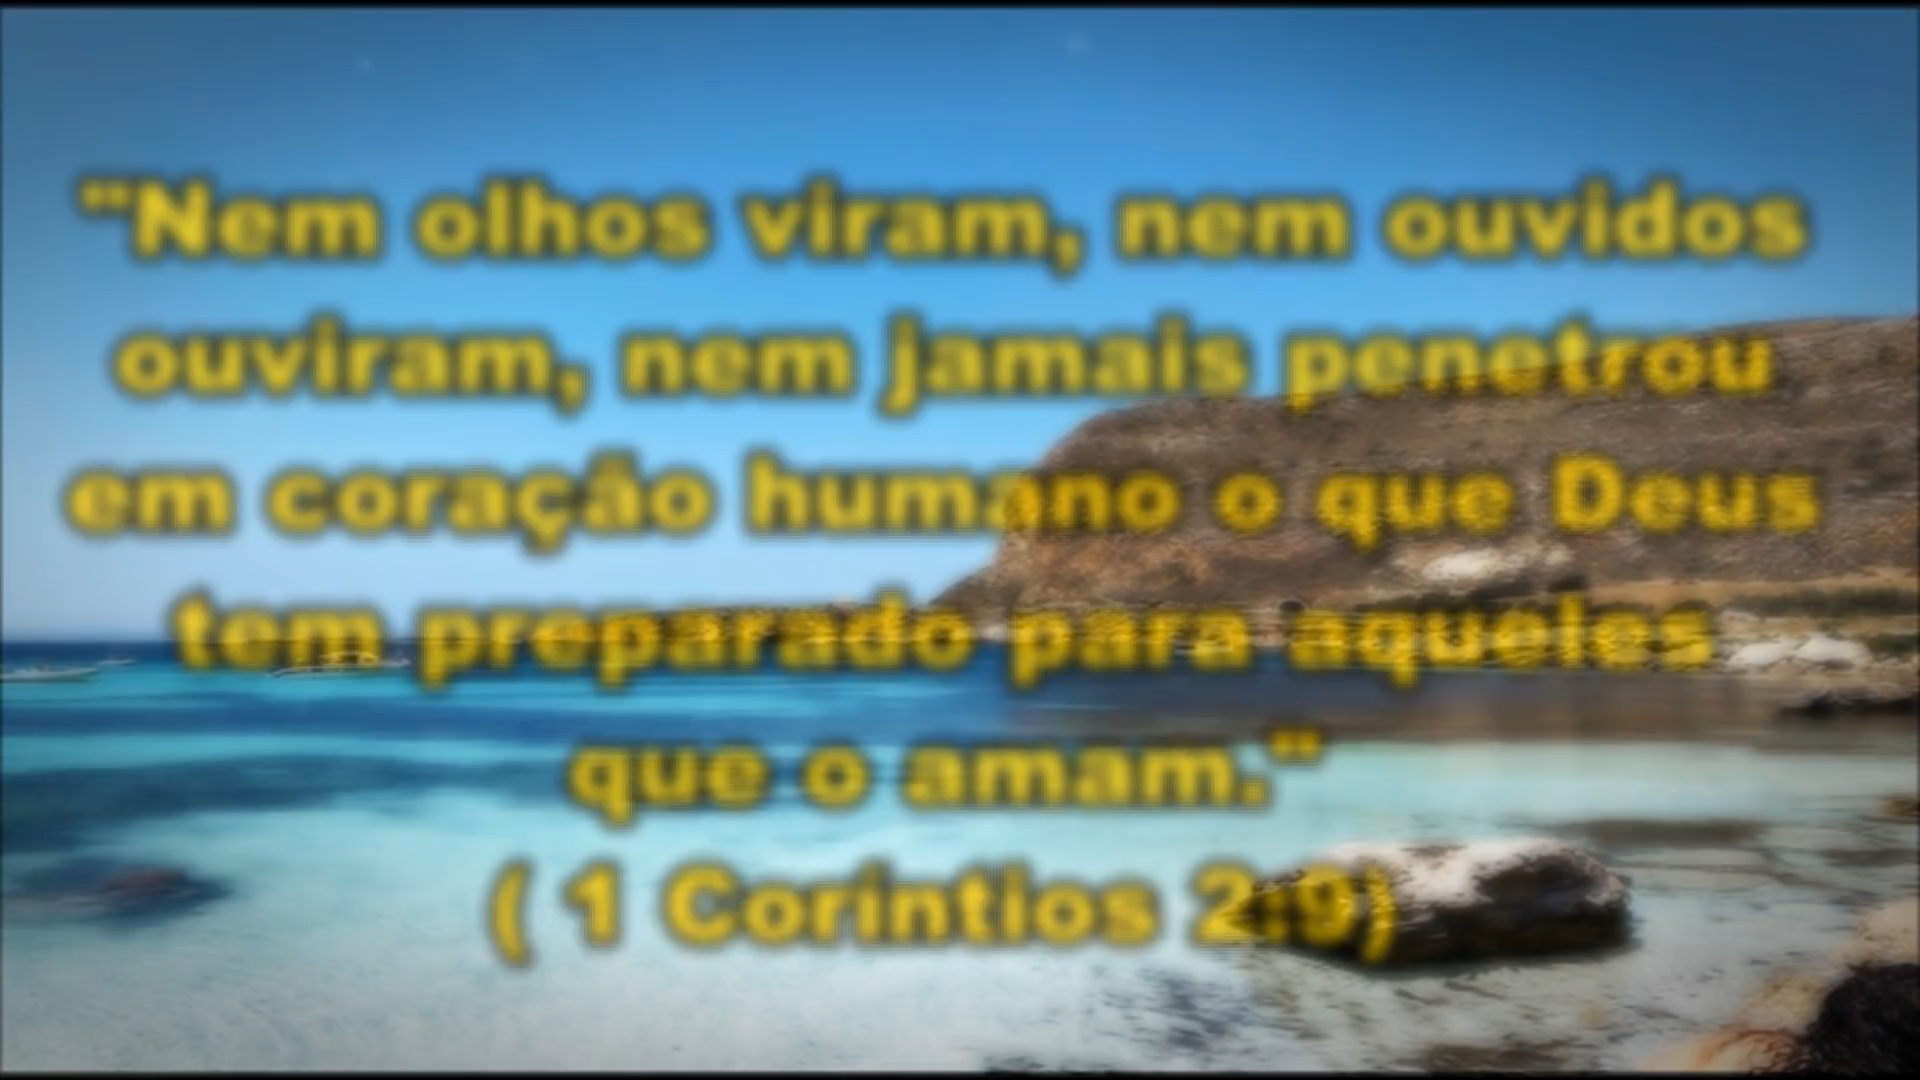 "Nem olhos viram, nem ouvidos
ouviram, nem jamais penetrou
em coração humano o que Deus
tem preparado para aqueles
que o amam."
( 1 Coríntios 2:9)